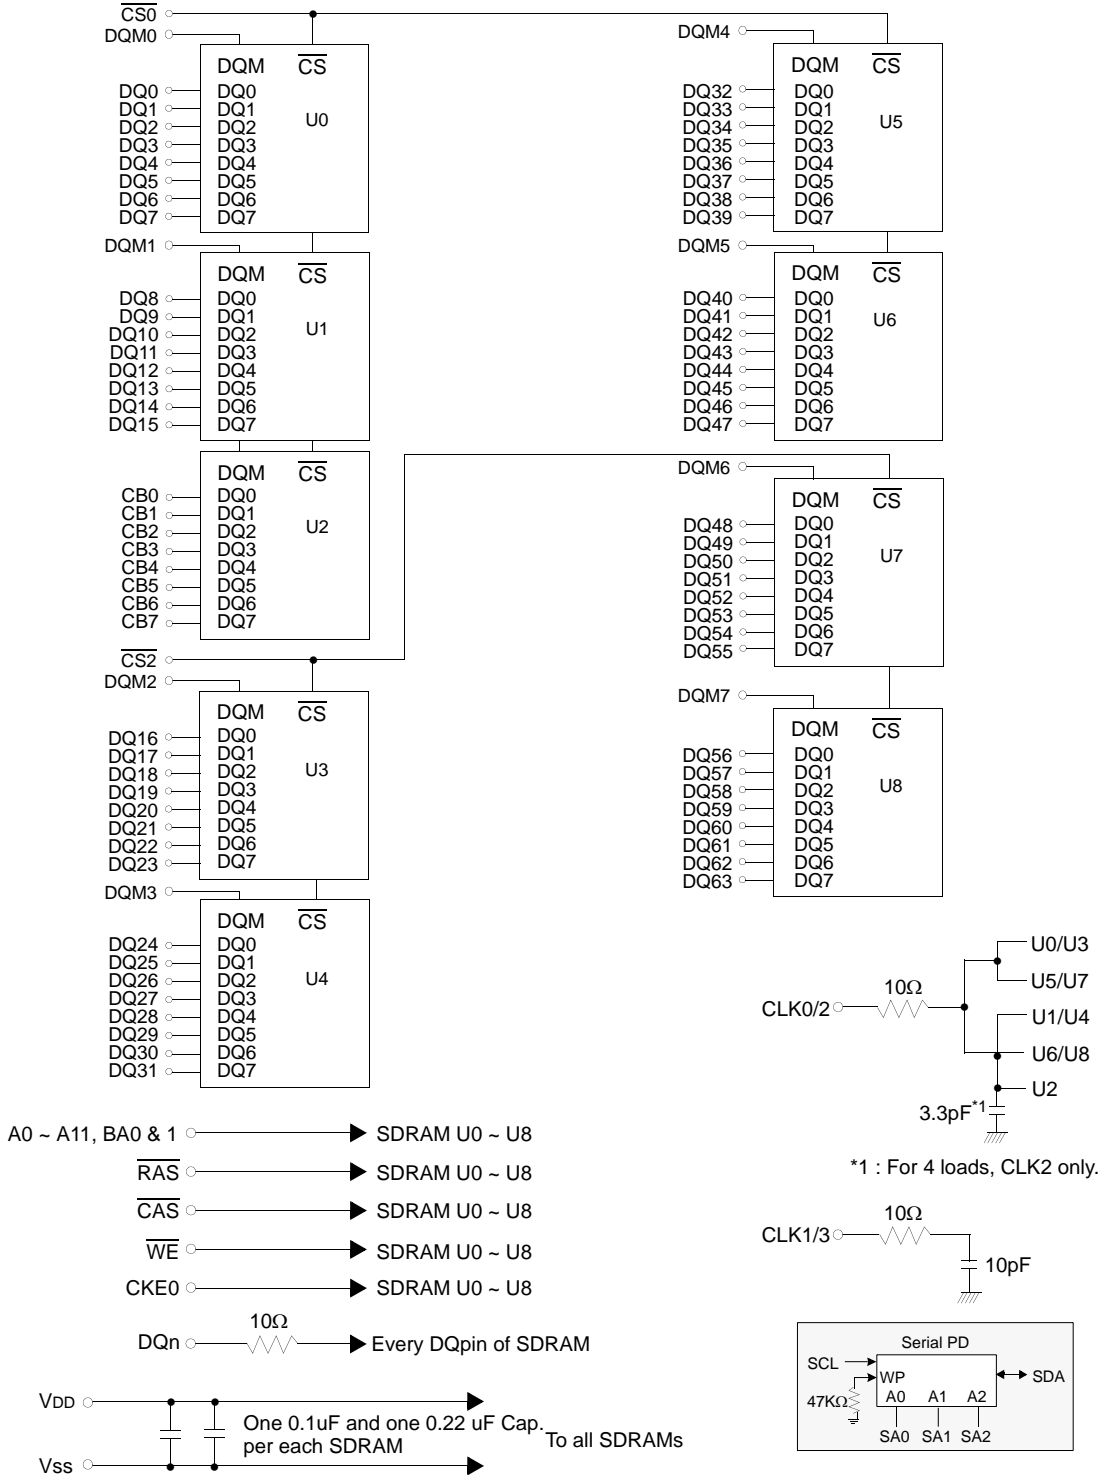 CS0
DQM0
DQM CS
DQ0 DQ0
DQ1 DQ1
DQ2 DQ2
DQ3 DQ3
DQ4 DQ4
DQ5 DQ5
DQ6 DQ6
DQ7 DQ7
U0
DQM1
DQM CS
DQ8 DQ0
DQ9 DQ1
DQ10 DQ2
DQ11 DQ3
DQ12 DQ4
DQ13 DQ5
DQ14 DQ6
DQ15 DQ7
U1
DQM CS
CB0 DQ0
CB1 DQ1
CB2 DQ2
CB3 DQ3
CB4 DQ4
CB5 DQ5
CB6 DQ6
CB7 DQ7
U2
CS2
DQM2
DQM CS
DQ16 DQ0
DQ17 DQ1
DQ18 DQ2
DQ19 DQ3
DQ20 DQ4
DQ21 DQ5
DQ22 DQ6
DQ23 DQ7
U3
DQM3
DQM CS
DQ24 DQ0
DQ25 DQ1
DQ26 DQ2
DQ27 DQ3
DQ28 DQ4
DQ29 DQ5
DQ30 DQ6
DQ31 DQ7
U4
DQM4
DQM CS
DQ32 DQ0
DQ33 DQ1
DQ34 DQ2
DQ35 DQ3
DQ36 DQ4
DQ37 DQ5
DQ38 DQ6
DQ39 DQ7
U5
DQM5
DQM CS
DQ40 DQ0
DQ41 DQ1
DQ42 DQ2
DQ43 DQ3
DQ44 DQ4
DQ45 DQ5
DQ46 DQ6
DQ47 DQ7
U6
DQM6
DQM CS
DQ48 DQ0
DQ49 DQ1
DQ50 DQ2
DQ51 DQ3
DQ52 DQ4
DQ53 DQ5
DQ54 DQ6
DQ55 DQ7
U7
DQM7
DQM CS
DQ56 DQ0
DQ57 DQ1
DQ58 DQ2
DQ59 DQ3
DQ60 DQ4
DQ61 DQ5
DQ62 DQ6
DQ63 DQ7
U8
A0 ~ A11, BA0 & 1 SDRAM U0 ~ U8
RAS SDRAM U0 ~ U8
CAS SDRAM U0 ~ U8
WE SDRAM U0 ~ U8
CKE0 SDRAM U0 ~ U8
10Ω
DQn Every DQpin of SDRAM
VDD
One 0.1uF and one 0.22 uF Cap.
per each SDRAM
To all SDRAMs
Vss
U0/U3
10Ω
U5/U7
CLK0/2
U1/U4
U6/U8
U2
3.3pF*1
*1 : For 4 loads, CLK2 only.
10Ω
CLK1/3
10pF
Serial PD
SCL
WP
SDA
47KΩ
A0 A1 A2
SA0 SA1 SA2